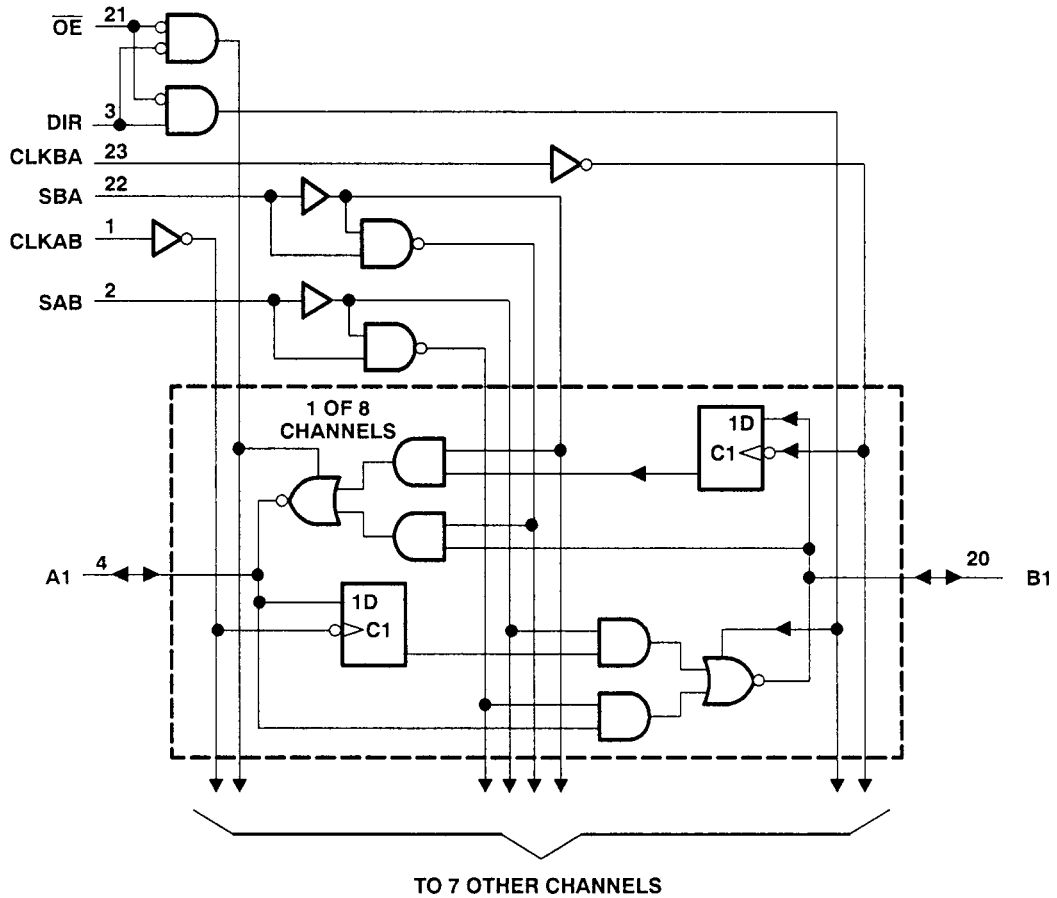 OE 21
DIR 3
CLKBA 23
SBA 22
CLKAB 1
SAB 2
1 OF 8
CHANNELS
1D
C1
A1 4
20 B1
1D
C1
TO 7 OTHER CHANNELS